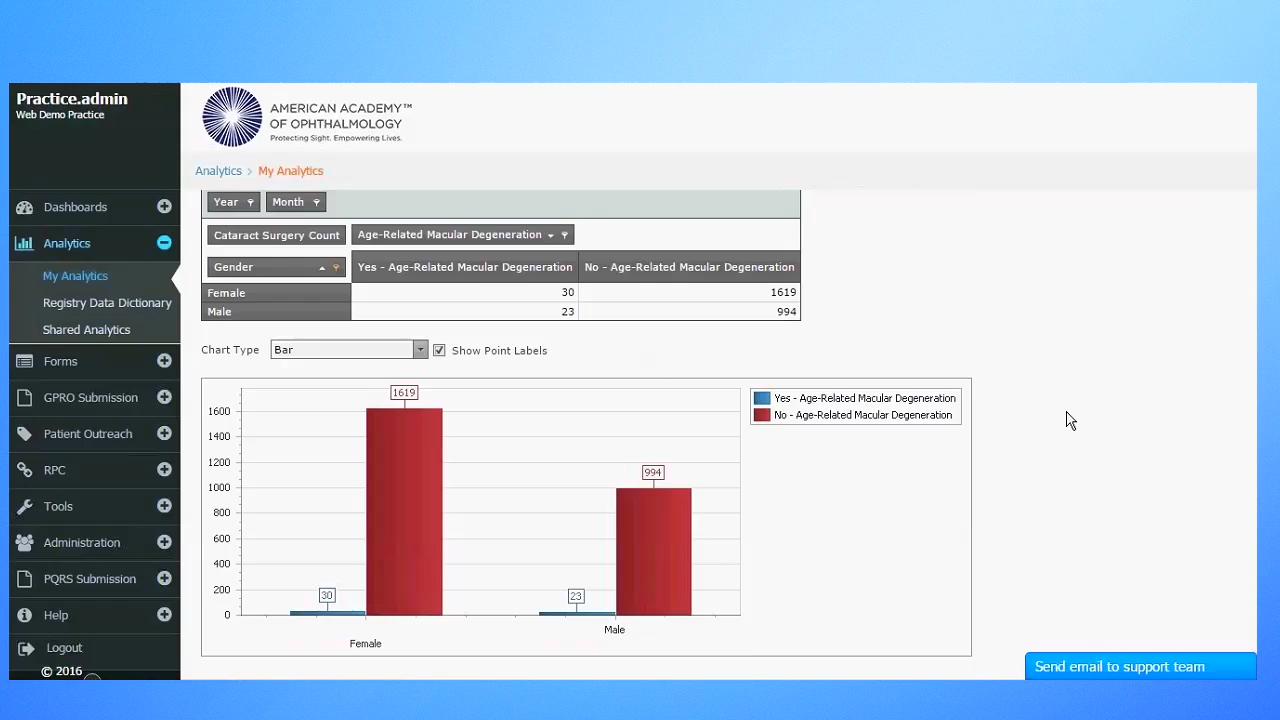 Practice.admin
Web Demo Practice
AMERICAN ACADEMY™
OF OPHTHALMOLOGY
Protecting Sight. Empowering Lives.
Analytics > My Analytics
Dashboards
Analytics
My Analytics
Registry Data Dictionary
Shared Analytics
Forms
GPRO Submission
Patient Outreach
RPC
Tools
Administration
PQRS Submission
Help
Logout
© 2016
Year Month
Cataract Surgery Count Age-Related Macular Degeneration
Gender Yes - Age-Related Macular Degeneration No - Age-Related Macular Degeneration
Female 30 1619
Male 23 994
Chart Type Bar Show Point Labels
1619
994
30
23
1600
1400
1200
1000
800
600
400
200
0
Female
Male
Yes - Age-Related Macular Degeneration
No - Age-Related Macular Degeneration
Send email to support team